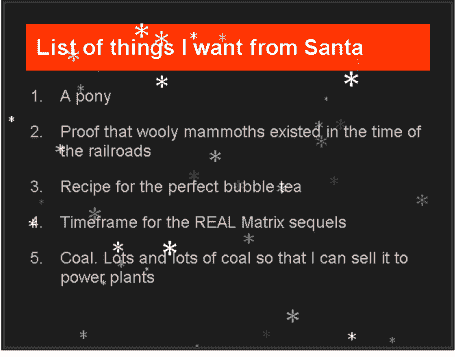 List of things I want from Santa
1. A pony
2. Proof that wooly mammoths existed in the time of
the railroads
3. Recipe for the perfect bubble tea
4. Timeframe for the REAL Matrix sequels
5. Coal. Lots and lots of coal so that I can sell it to
power plants